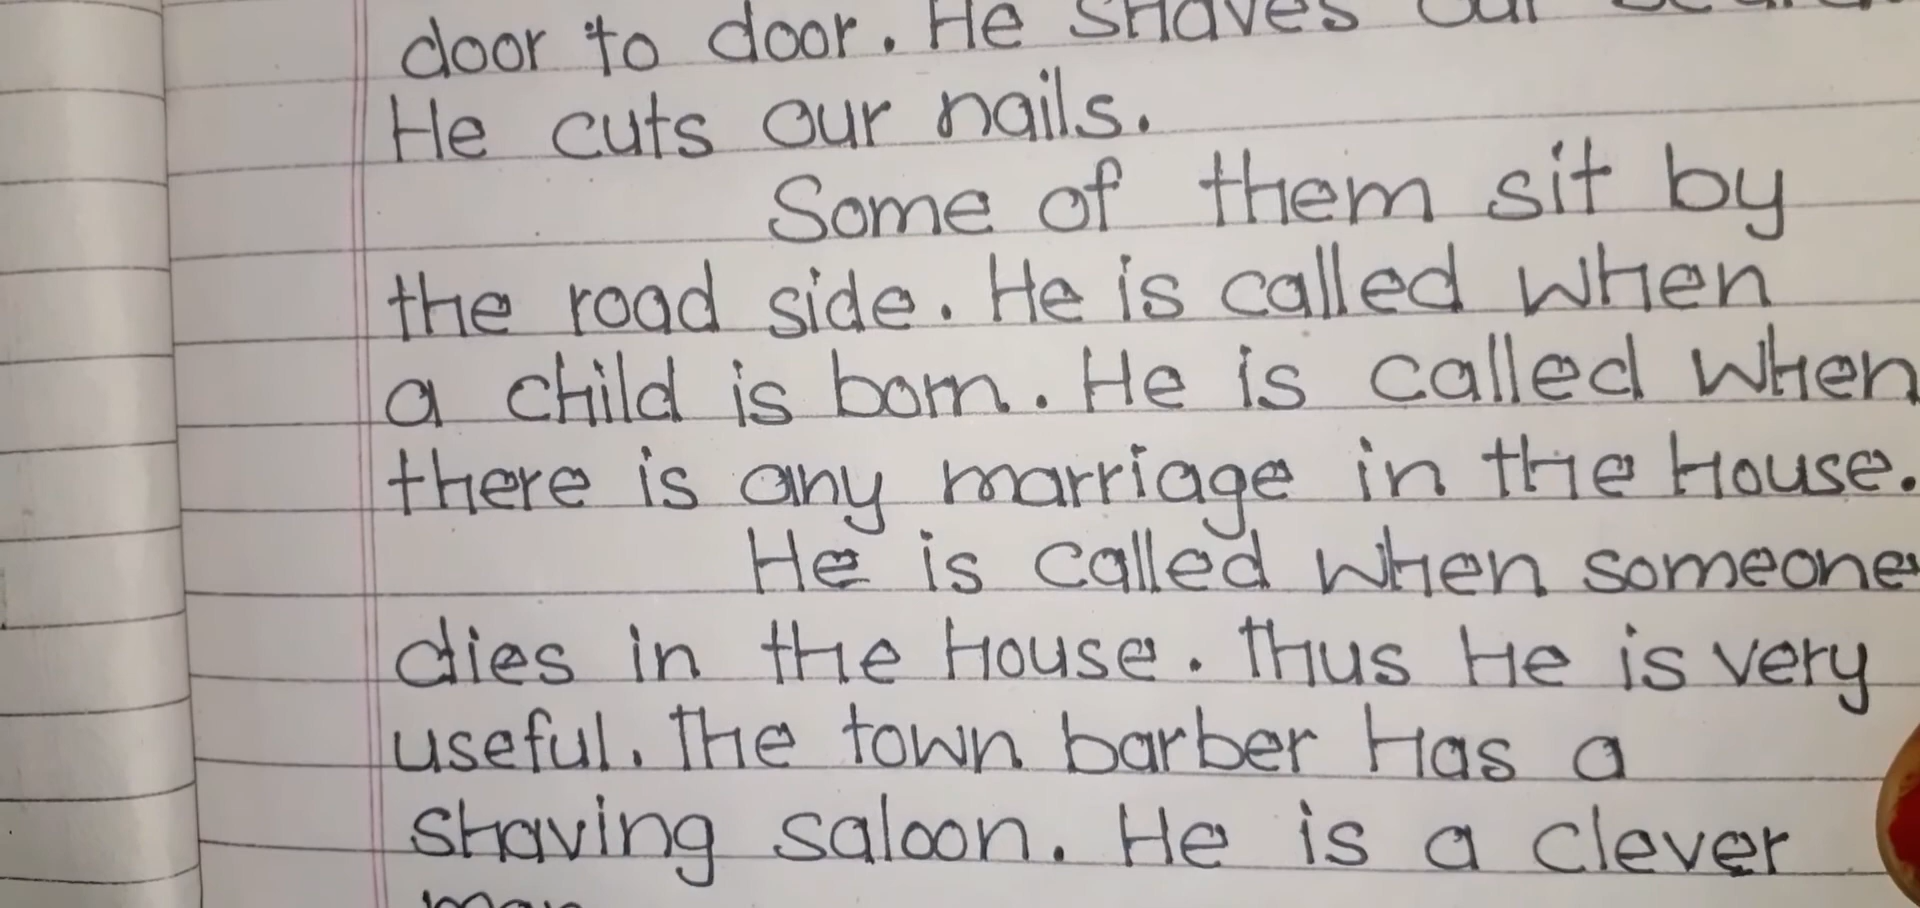 door to door. He shaves our
He cuts our nails.
Some of them sit by
the road side. He is called when
a child is born. He is called when
there is any marriage in the House.
He is called when someone
dies in the House. Thus He is very
useful. The town barber Has a
shaving saloon. He is a clever
man